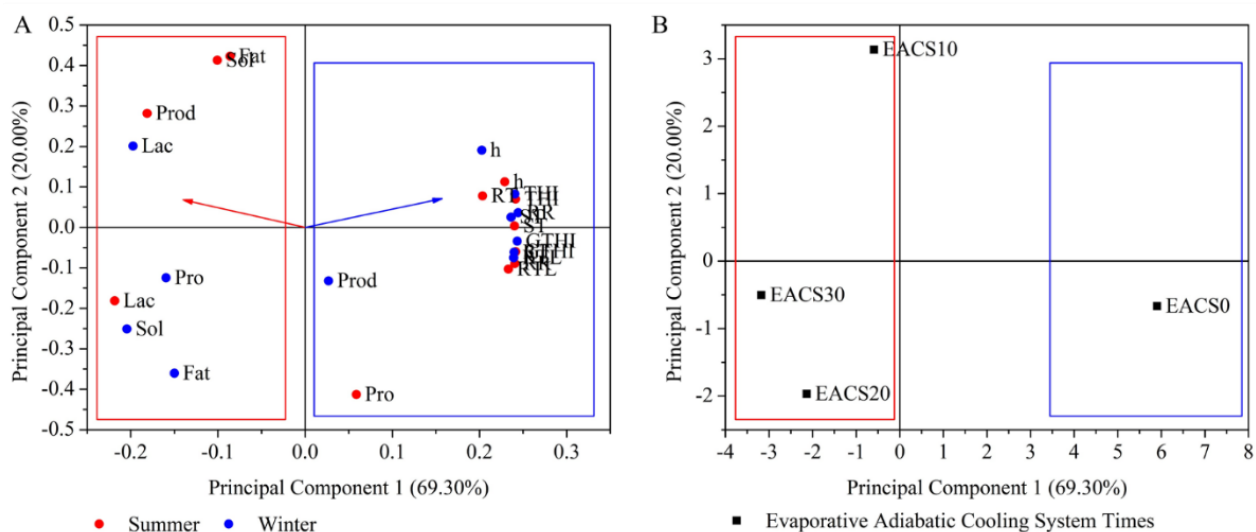 A
B
Principal Component 2 (20.00%)
0.5
0.4
0.3
0.2
0.1
0.0
-0.1
-0.2
-0.3
-0.4
-0.5
Fat
Sol
Prod
Lac
h
h
RT
THI
THI
RR
ST
ST
GTHI
GTHI
RTL
Pro
Prod
Lac
Sol
Fat
Pro
-0.2
-0.1
0.0
0.1
0.2
0.3
Principal Component 1 (69.30%)
Summer
Winter
Principal Component 2 (20.00%)
3
2
1
0
-1
-2
EACS10
EACS30
EACS0
EACS20
-4
-3
-2
-1
0
1
2
3
4
5
6
7
8
Principal Component 1 (69.30%)
Evaporative Adiabatic Cooling System Times